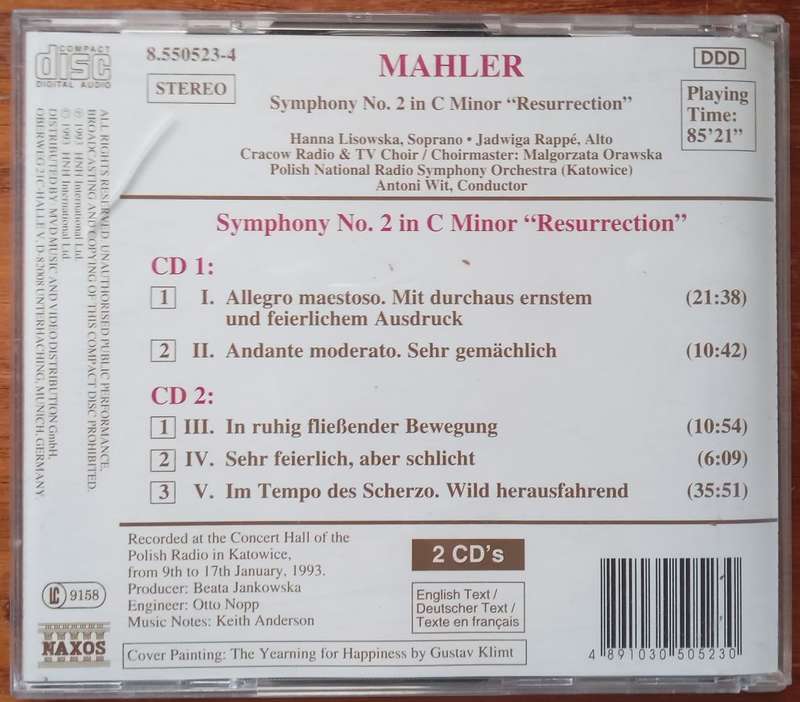 COMPACT
disc
DIGITAL AUDIO
8.550523-4
STEREO
MAHLER
DDD
Playing
Time:
85'21"
Symphony No. 2 in C Minor “Resurrection”
Hanna Lisowska, Soprano • Jadwiga Rappé, Alto
Cracow Radio & TV Choir / Choirmaster: Malgorzata Orawska
Polish National Radio Symphony Orchestra (Katowice)
Antoni Wit, Conductor
Symphony No. 2 in C Minor “Resurrection”
CD 1:
1 I. Allegro maestoso. Mit durchaus ernstem
und feierlichem Ausdruck (21:38)
2 II. Andante moderato. Sehr gemächlich (10:42)
CD 2:
1 III. In ruhig fließender Bewegung (10:54)
2 IV. Sehr feierlich, aber schlicht (6:09)
3 V. Im Tempo des Scherzo. Wild herausfahrend (35:51)
Recorded at the Concert Hall of the
Polish Radio in Katowice,
from 9th to 17th January, 1993.
Producer: Beata Jankowska
Engineer: Otto Nopp
Music Notes: Keith Anderson
2 CD's
English Text /
Deutscher Text /
Texte en français
Cover Painting: The Yearning for Happiness by Gustav Klimt
4 891030 505230
LC 9158
NAXOS
ALL RIGHTS RESERVED. UNAUTHORISED PUBLIC PERFORMANCE,
BROADCASTING AND COPYING OF THIS COMPACT DISC PROHIBITED.
℗ 1993 HNH International Ltd.
© 1993 HNH International Ltd.
DISTRIBUTED BY MVD MUSIC AND VIDEO DISTRIBUTION GmbH,
MUNICH, GERMANY.